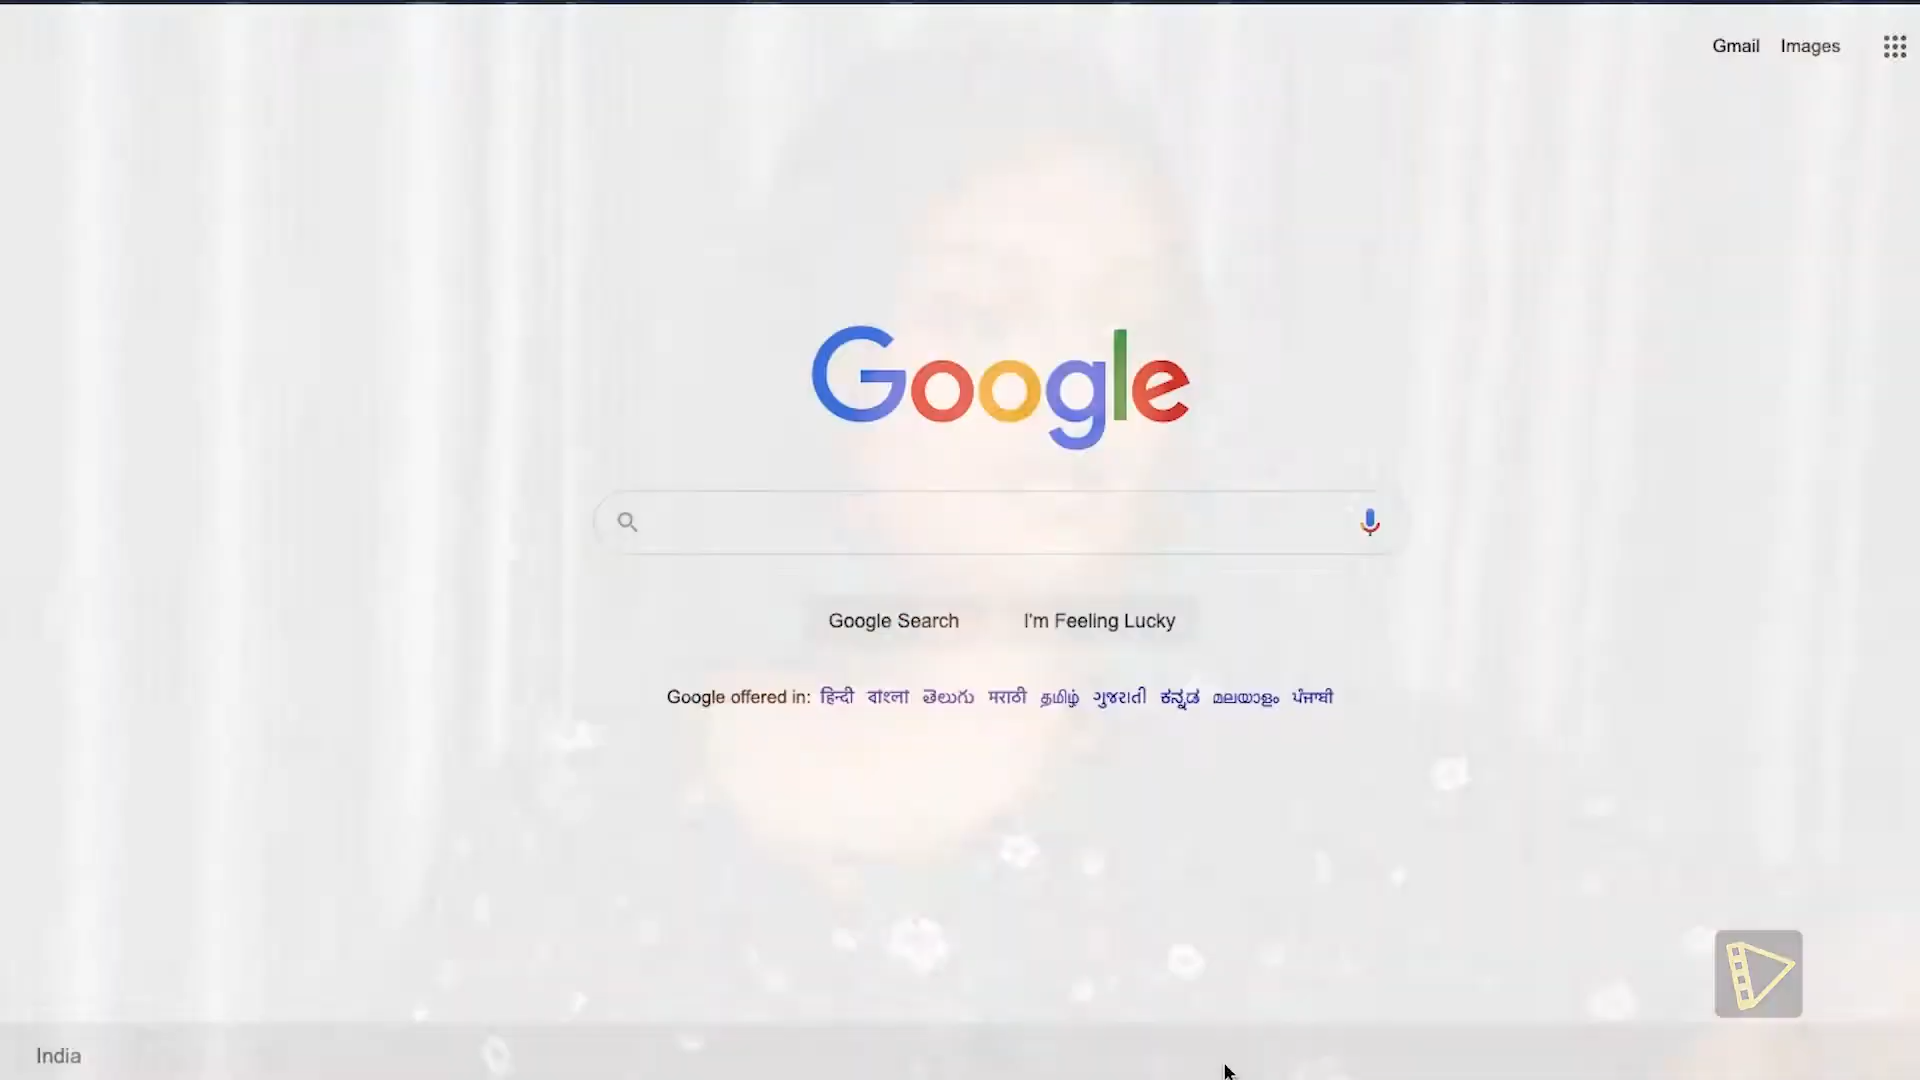 Gmail Images
Google
Google Search I'm Feeling Lucky
Google offered in: हिन्दी বাংলা తెలుగు मराठी தமிழ் ગુજરાતી ಕನ್ನಡ മലയാളം ਪੰਜਾਬੀ
India